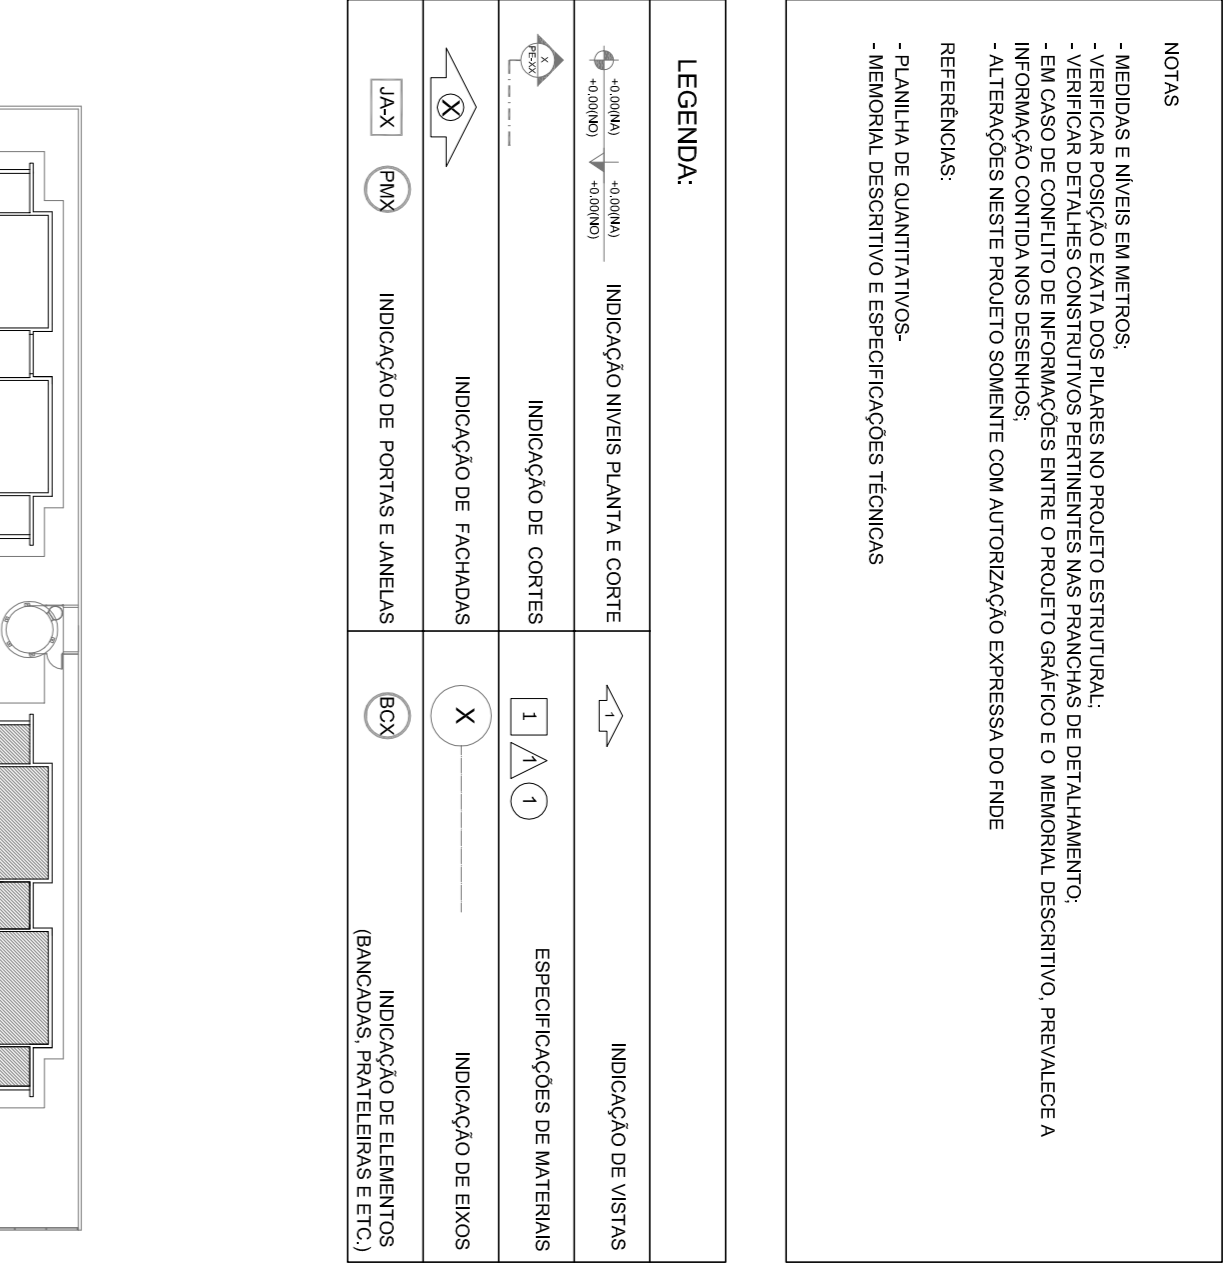 NOTAS
- MEDIDAS E NÍVEIS EM METROS;
- VERIFICAR POSIÇÃO EXATA DOS PILARES NO PROJETO ESTRUTURAL;
- VERIFICAR DETALHES CONSTRUTIVOS PERTINENTES NAS PRANCHAS DE DETALHAMENTO;
- EM CASO DE CONFLITO DE INFORMAÇÕES ENTRE O PROJETO GRÁFICO E O MEMORIAL DESCRITIVO, PREVALECE A
INFORMAÇÃO CONTIDA NOS DESENHOS;
- ALTERAÇÕES NESTE PROJETO SOMENTE COM AUTORIZAÇÃO EXPRESSA DO FNDE
REFERÊNCIAS:
- PLANILHA DE QUANTITATIVOS-
- MEMORIAL DESCRITIVO E ESPECIFICAÇÕES TÉCNICAS
LEGENDA:
+0.00(NA) +0.00(NA)
+0.00(NO) +0.00(NO)
INDICAÇÃO NIVEIS PLANTA E CORTE
1
INDICAÇÃO DE VISTAS
X
PE-XX
INDICAÇÃO DE CORTES
1 1 1
ESPECIFICAÇÕES DE MATERIAIS
X
INDICAÇÃO DE FACHADAS
X
INDICAÇÃO DE EIXOS
JA-X PMX
INDICAÇÃO DE PORTAS E JANELAS
BCX
INDICAÇÃO DE ELEMENTOS
(BANCADAS, PRATELEIRAS E ETC.)